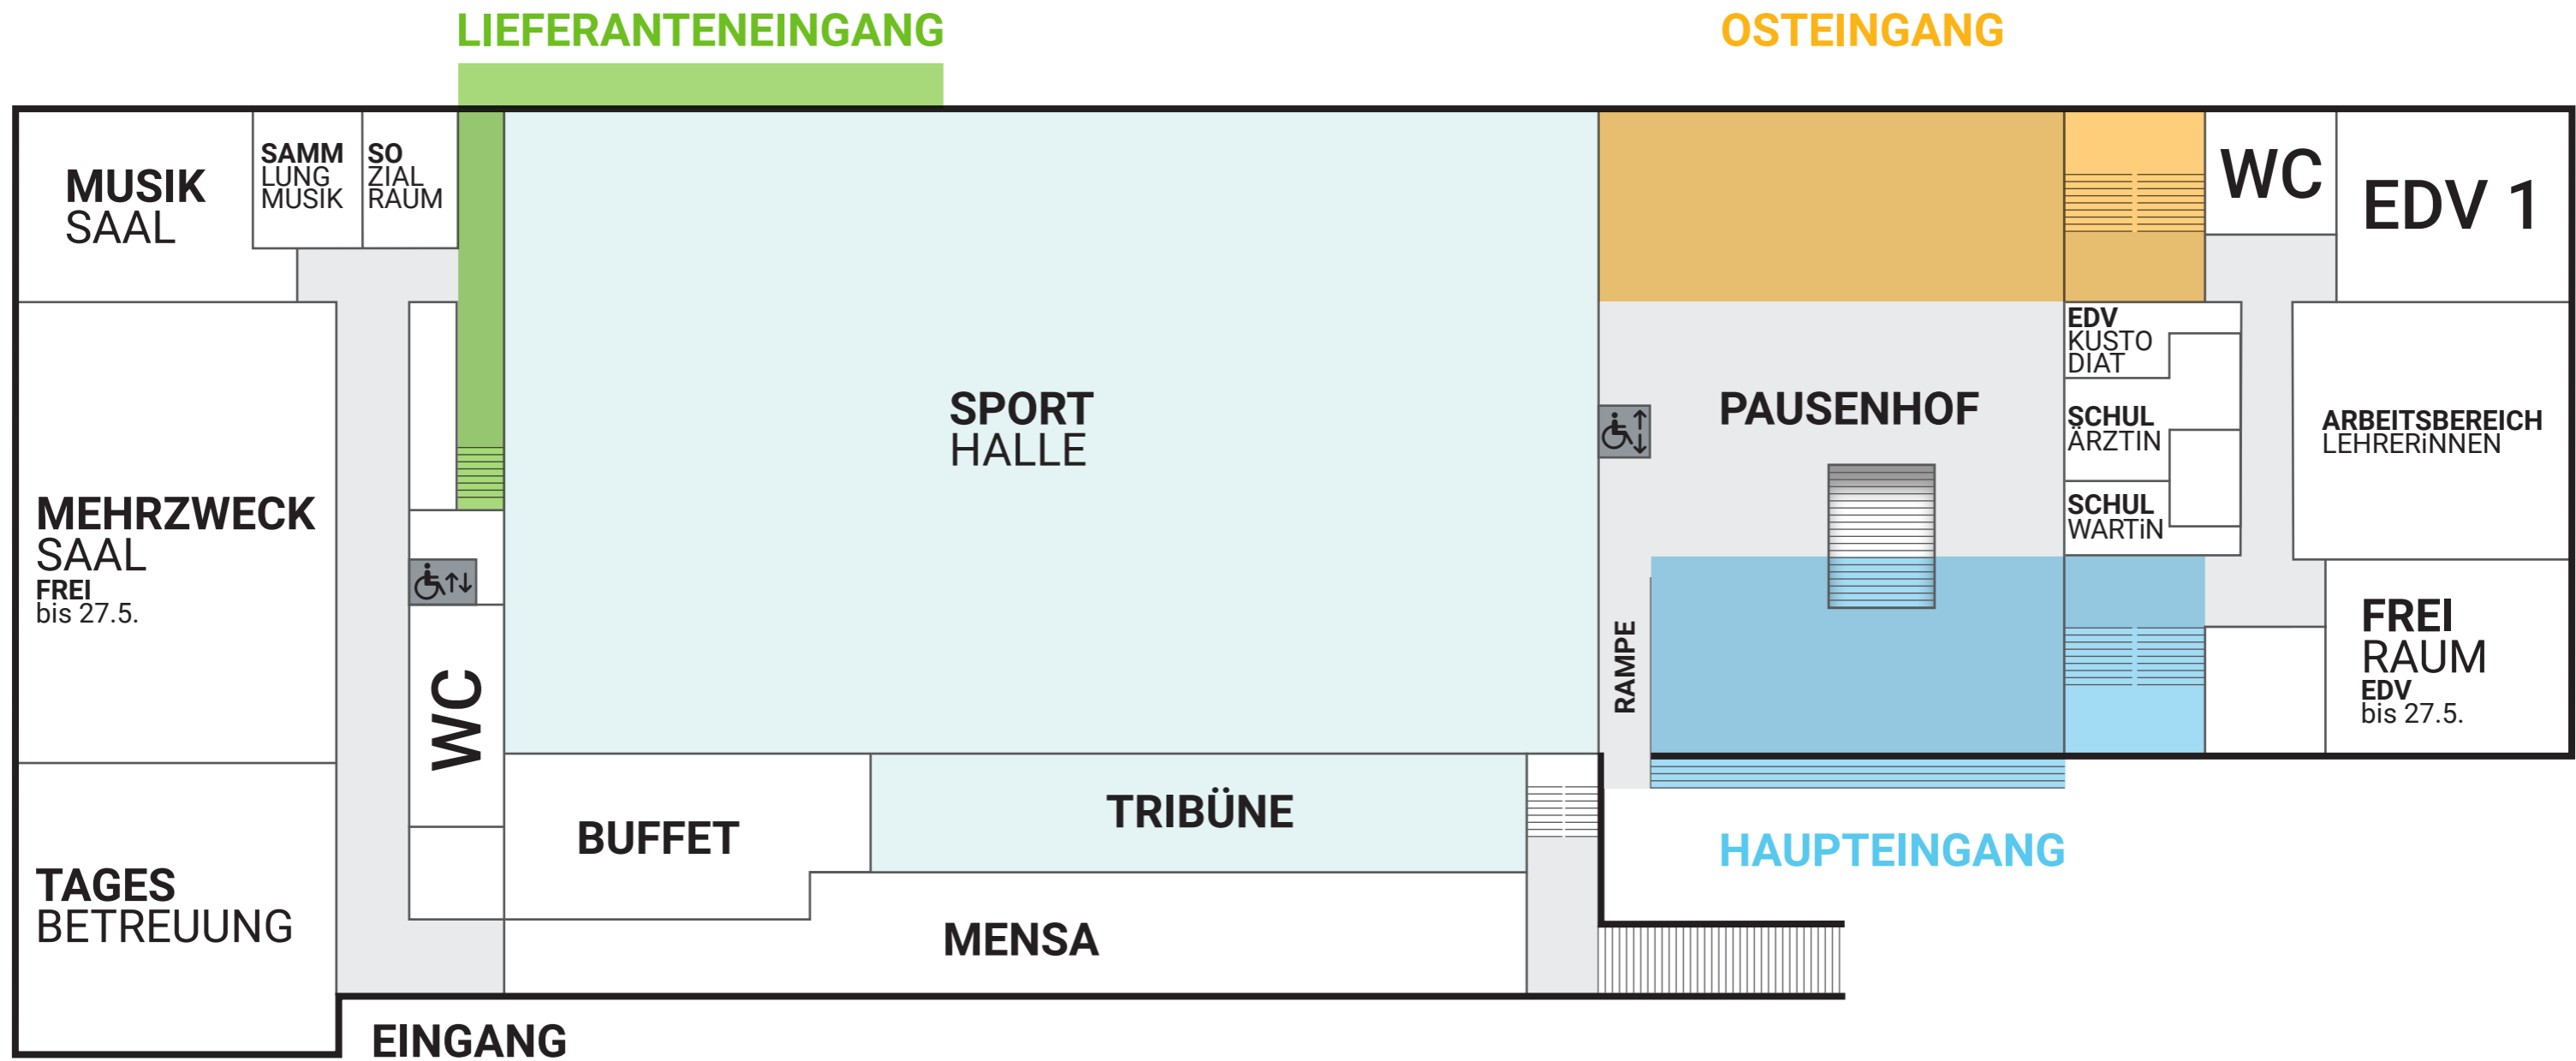 LIEFERANTENEINGANG
OSTEINGANG
MUSIK
SAAL
SAMM
LUNG
MUSIK
SO
ZIAL
RAUM
WC
EDV 1
SPORT
HALLE
PAUSENHOF
EDV
KUSTO
DIAT
SCHUL
ÄRZTIN
SCHUL
WARTiN
ARBEITSBEREICH
LEHRERiNNEN
MEHRZWECK
SAAL
FREI
bis 27.5.
WC
RAMPE
FREI
RAUM
EDV
bis 27.5.
BUFFET
TRIBÜNE
HAUPTEINGANG
TAGES
BETREUUNG
MENSA
EINGANG